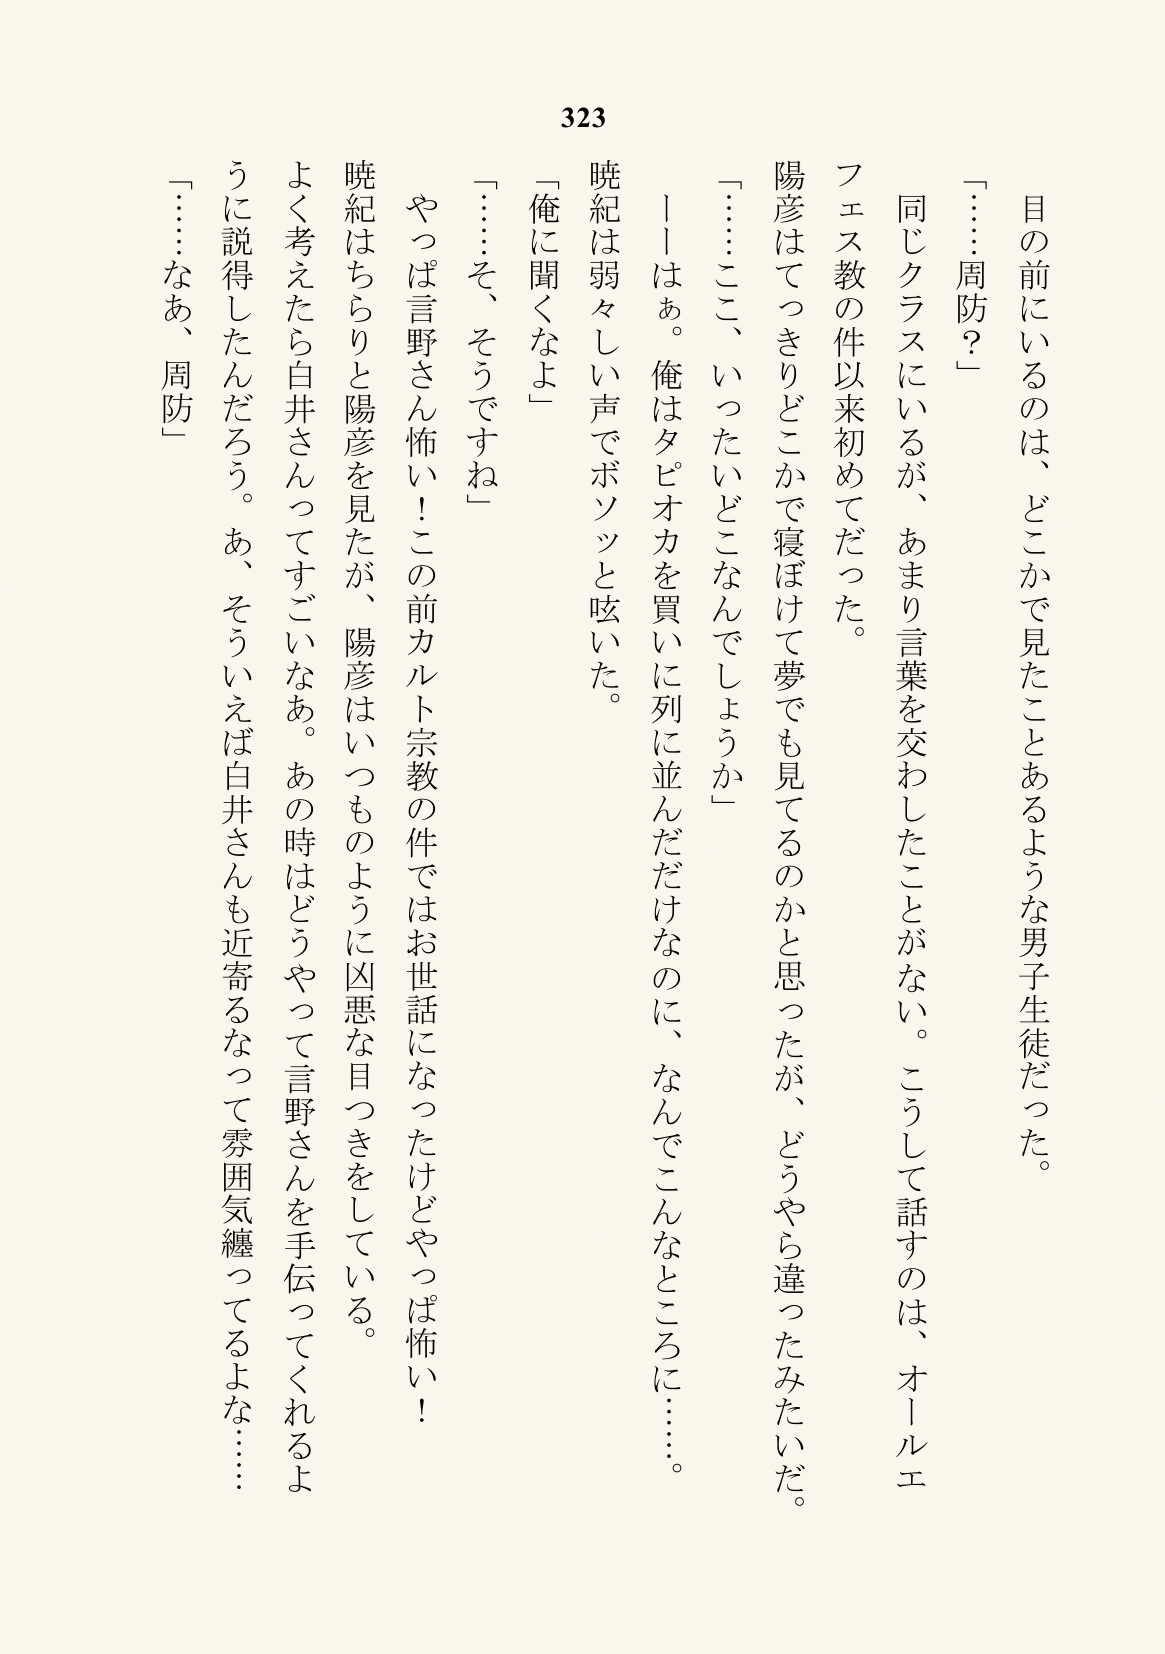 323
　目の前にいるのは、どこかで見たことあるような男子生徒だった。
「……周防？」
　同じクラスにいるが、あまり言葉を交わしたことがない。こうして話すのは、オールエ
フェス教の件以来初めてだった。
陽彦はてっきりどこかで寝ぼけて夢でも見てるのかと思ったが、どうやら違ったみたいだ。
「……ここ、いったいどこなんでしょうか」
　ーーはぁ。俺はタピオカを買いに列に並んだだけなのに、なんでこんなところに……。
暁紀は弱々しい声でボソッと呟いた。
「俺に聞くなよ」
「……そ、そうですね」
　やっぱ言野さん怖い！この前カルト宗教の件ではお世話になったけどやっぱ怖い！
暁紀はちらりと陽彦を見たが、陽彦はいつものように凶悪な目つきをしている。
よく考えたら白井さんってすごいなあ。あの時はどうやって言野さんを手伝ってくれるよ
うに説得したんだろう。あ、そういえば白井さんも近寄るなって雰囲気纏ってるよな……
「……なあ、周防」